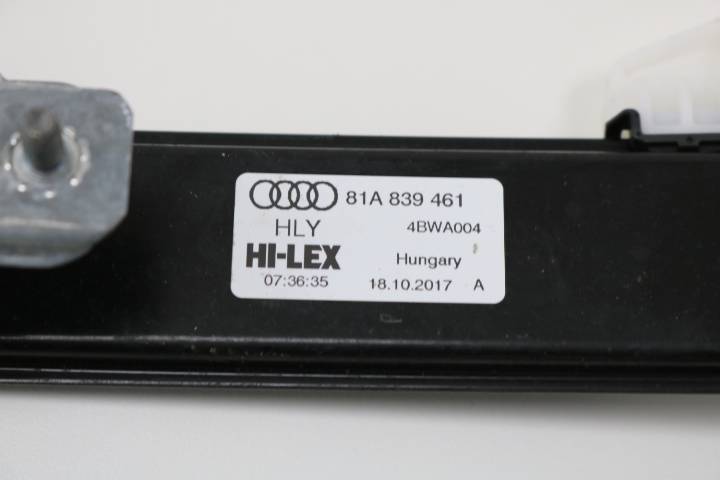 81A 839 461
HLY 4BWA004
HI-LEX Hungary
07:36:35 18.10.2017 A